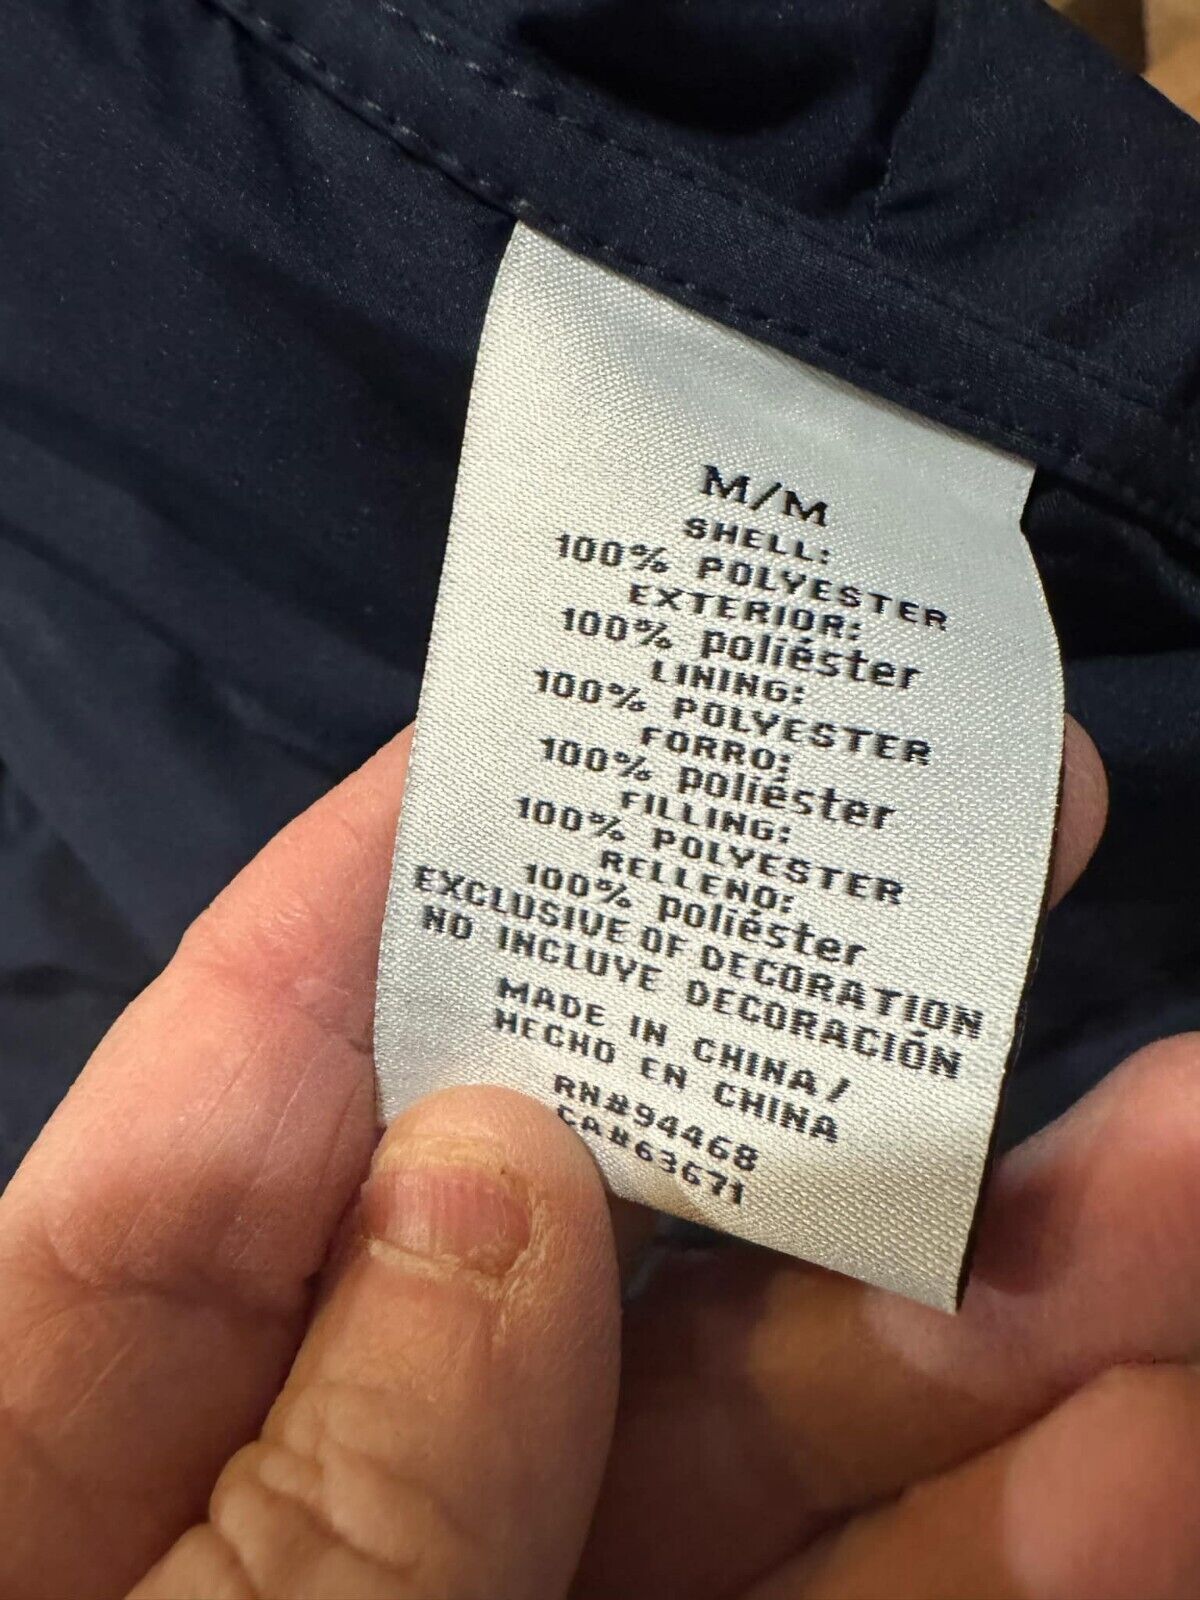 M/M
SHELL:
100% POLYESTER
EXTERIOR:
100% poliéster
LINING:
100% POLYESTER
FORRO:
100% poliéster
FILLING:
100% POLYESTER
RELLENO:
100% poliéster
EXCLUSIVE OF DECORATION
NO INCLUYE DECORACIÓN
MADE IN CHINA/
HECHO EN CHINA
RN#94468
CA#63671